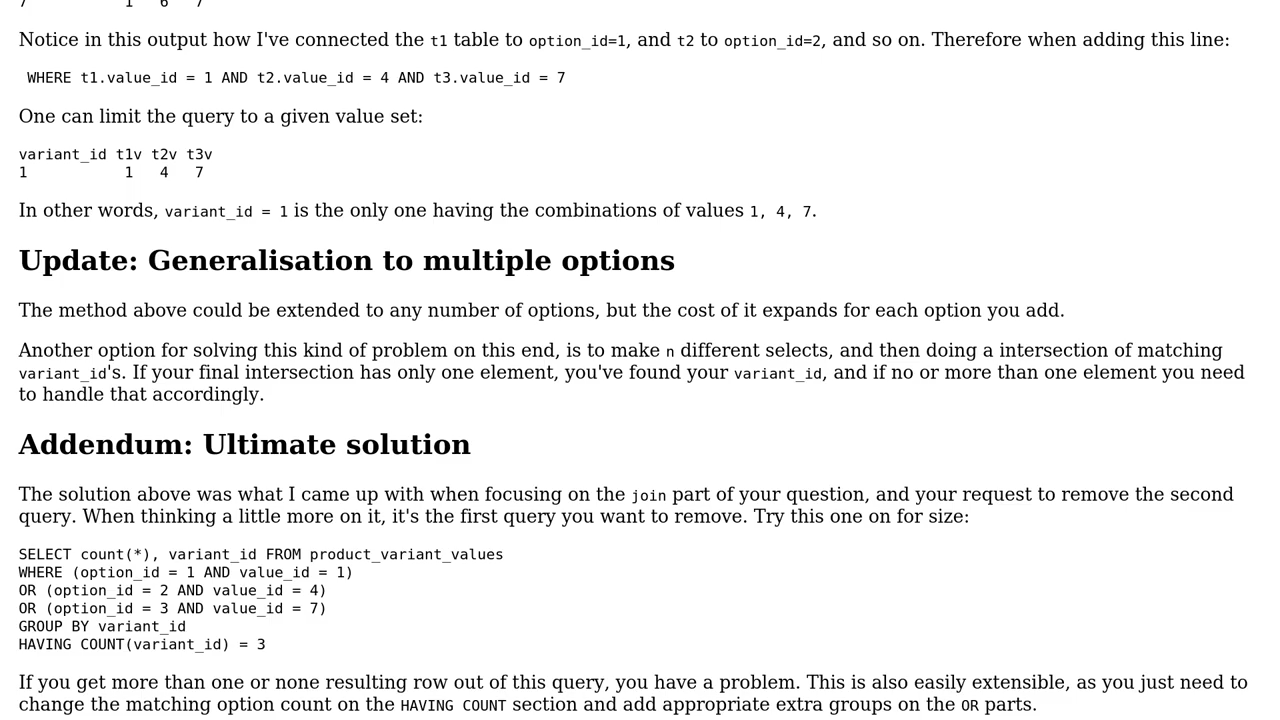 7           1   6   7
Notice in this output how I've connected the t1 table to option_id=1, and t2 to option_id=2, and so on. Therefore when adding this line:
WHERE t1.value_id = 1 AND t2.value_id = 4 AND t3.value_id = 7
One can limit the query to a given value set:
variant_id t1v t2v t3v
1           1   4   7
In other words, variant_id = 1 is the only one having the combinations of values 1, 4, 7.
Update: Generalisation to multiple options
The method above could be extended to any number of options, but the cost of it expands for each option you add.
Another option for solving this kind of problem on this end, is to make n different selects, and then doing a intersection of matching
variant_id's. If your final intersection has only one element, you've found your variant_id, and if no or more than one element you need
to handle that accordingly.
Addendum: Ultimate solution
The solution above was what I came up with when focusing on the join part of your question, and your request to remove the second
query. When thinking a little more on it, it's the first query you want to remove. Try this one on for size:
SELECT count(*), variant_id FROM product_variant_values
WHERE (option_id = 1 AND value_id = 1)
OR (option_id = 2 AND value_id = 4)
OR (option_id = 3 AND value_id = 7)
GROUP BY variant_id
HAVING COUNT(variant_id) = 3
If you get more than one or none resulting row out of this query, you have a problem. This is also easily extensible, as you just need to
change the matching option count on the HAVING COUNT section and add appropriate extra groups on the OR parts.